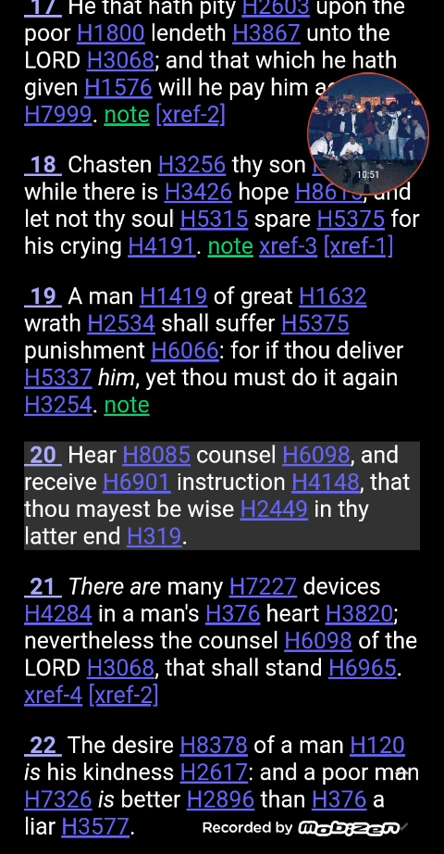 17 He that hath pity H2603 upon the
poor H1800 lendeth H3867 unto the
LORD H3068; and that which he hath
given H1576 will he pay him
H7999. note [xref-2]
10:51
18 Chasten H3256 thy son
while there is H3426 hope and
let not thy soul H5315 spare H5375 for
his crying H4191. note xref-3 [xref-1]
19 A man H1419 of great H1632
wrath H2534 shall suffer H5375
punishment H6066: for if thou deliver
H5337 him, yet thou must do it again
H3254. note
20 Hear H8085 counsel H6098, and
receive H6901 instruction H4148, that
thou mayest be wise H2449 in thy
latter end H319.
21 There are many H7227 devices
H4284 in a man's H376 heart H3820;
nevertheless the counsel H6098 of the
LORD H3068, that shall stand H6965.
xref-4 [xref-2]
22 The desire H8378 of a man H120
is his kindness H2617: and a poor man
H7326 is better H2896 than H376 a
liar H3577.
Recorded by Mobizen